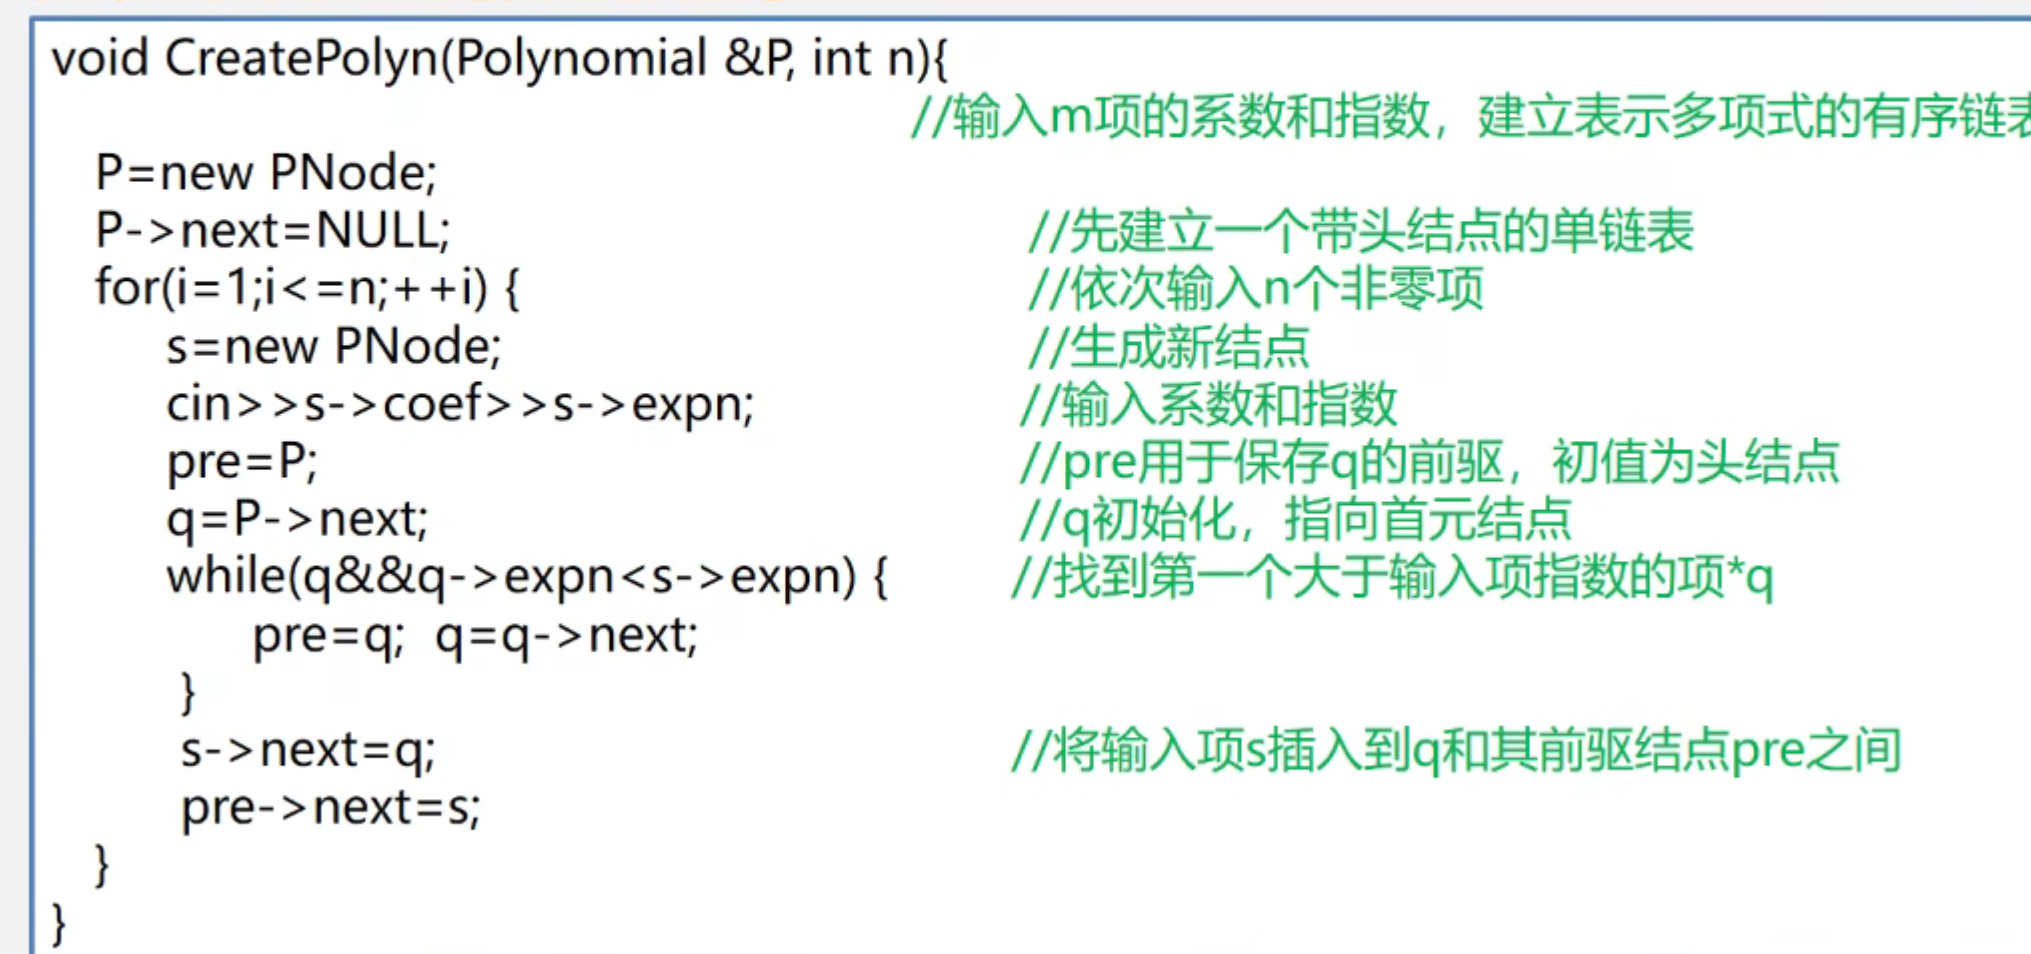 void CreatePolyn(Polynomial &P, int n){
//输入m项的系数和指数，建立表示多项式的有序链表
P=new PNode;
P->next=NULL; //先建立一个带头结点的单链表
for(i=1;i<=n;++i) { //依次输入n个非零项
s=new PNode; //生成新结点
cin>>s->coef>>s->expn; //输入系数和指数
pre=P; //pre用于保存q的前驱，初值为头结点
q=P->next; //q初始化，指向首元结点
while(q&&q->expn<s->expn) { //找到第一个大于输入项指数的项*q
pre=q; q=q->next;
}
s->next=q; //将输入项s插入到q和其前驱结点pre之间
pre->next=s;
}
}